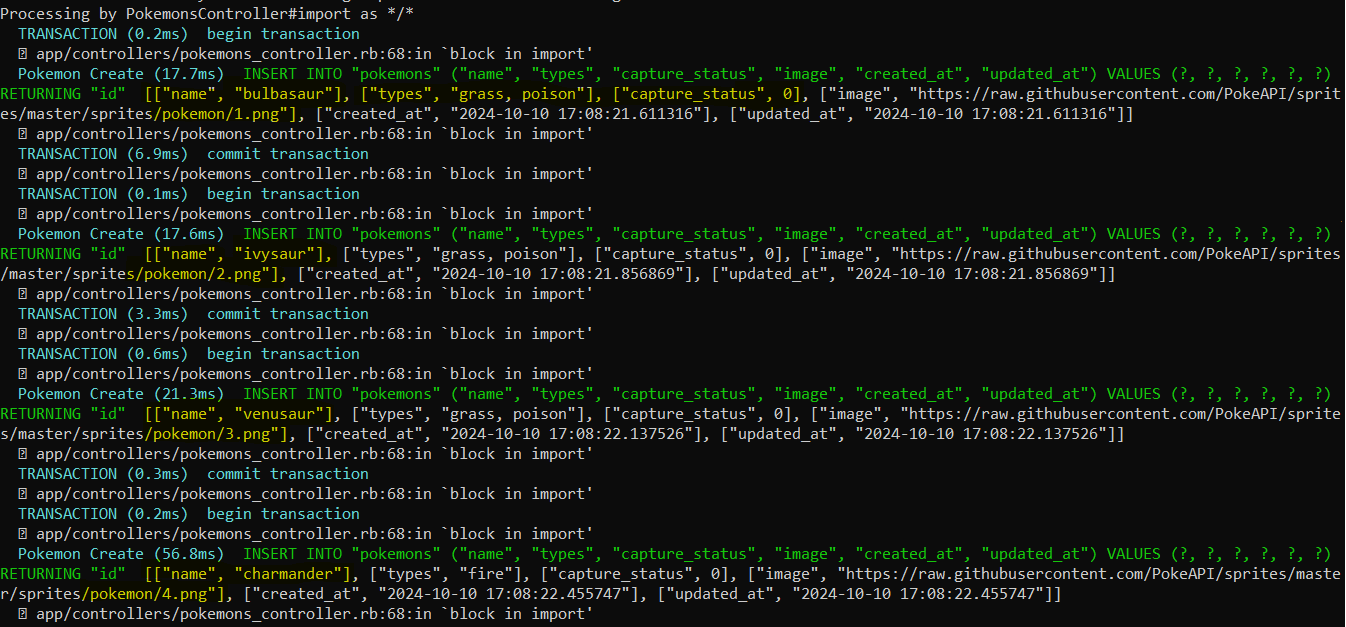 Processing by PokemonsController#import as */*
  TRANSACTION (0.2ms)  begin transaction
  app/controllers/pokemons_controller.rb:68:in `block in import'
  Pokemon Create (17.7ms)  INSERT INTO "pokemons" ("name", "types", "capture_status", "image", "created_at", "updated_at") VALUES (?, ?, ?, ?, ?, ?)
RETURNING "id"  [["name", "bulbasaur"], ["types", "grass, poison"], ["capture_status", 0], ["image", "https://raw.githubusercontent.com/PokeAPI/sprit
es/master/sprites/pokemon/1.png"], ["created_at", "2024-10-10 17:08:21.611316"], ["updated_at", "2024-10-10 17:08:21.611316"]]
  app/controllers/pokemons_controller.rb:68:in `block in import'
  TRANSACTION (6.9ms)  commit transaction
  app/controllers/pokemons_controller.rb:68:in `block in import'
  TRANSACTION (0.1ms)  begin transaction
  app/controllers/pokemons_controller.rb:68:in `block in import'
  Pokemon Create (17.6ms)  INSERT INTO "pokemons" ("name", "types", "capture_status", "image", "created_at", "updated_at") VALUES (?, ?, ?, ?, ?, ?)
RETURNING "id"  [["name", "ivysaur"], ["types", "grass, poison"], ["capture_status", 0], ["image", "https://raw.githubusercontent.com/PokeAPI/sprites
/master/sprites/pokemon/2.png"], ["created_at", "2024-10-10 17:08:21.856869"], ["updated_at", "2024-10-10 17:08:21.856869"]]
  app/controllers/pokemons_controller.rb:68:in `block in import'
  TRANSACTION (3.3ms)  commit transaction
  app/controllers/pokemons_controller.rb:68:in `block in import'
  TRANSACTION (0.6ms)  begin transaction
  app/controllers/pokemons_controller.rb:68:in `block in import'
  Pokemon Create (21.3ms)  INSERT INTO "pokemons" ("name", "types", "capture_status", "image", "created_at", "updated_at") VALUES (?, ?, ?, ?, ?, ?)
RETURNING "id"  [["name", "venusaur"], ["types", "grass, poison"], ["capture_status", 0], ["image", "https://raw.githubusercontent.com/PokeAPI/sprite
s/master/sprites/pokemon/3.png"], ["created_at", "2024-10-10 17:08:22.137526"], ["updated_at", "2024-10-10 17:08:22.137526"]]
  app/controllers/pokemons_controller.rb:68:in `block in import'
  TRANSACTION (0.3ms)  commit transaction
  app/controllers/pokemons_controller.rb:68:in `block in import'
  TRANSACTION (0.2ms)  begin transaction
  app/controllers/pokemons_controller.rb:68:in `block in import'
  Pokemon Create (56.8ms)  INSERT INTO "pokemons" ("name", "types", "capture_status", "image", "created_at", "updated_at") VALUES (?, ?, ?, ?, ?, ?)
RETURNING "id"  [["name", "charmander"], ["types", "fire"], ["capture_status", 0], ["image", "https://raw.githubusercontent.com/PokeAPI/sprites/maste
r/sprites/pokemon/4.png"], ["created_at", "2024-10-10 17:08:22.455747"], ["updated_at", "2024-10-10 17:08:22.455747"]]
  app/controllers/pokemons_controller.rb:68:in `block in import'